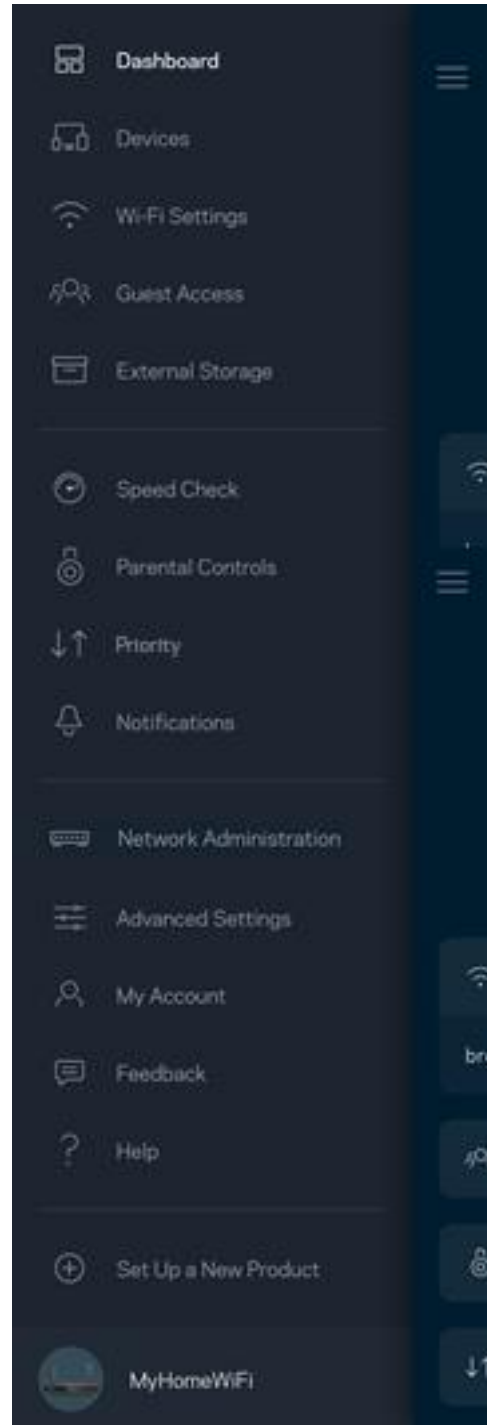 Dashboard
Devices
Wi-Fi Settings
Guest Access
External Storage
Speed Check
Parental Controls
Priority
Notifications
Network Administration
Advanced Settings
My Account
Feedback
Help
Set Up a New Product
MyHomeWiFi